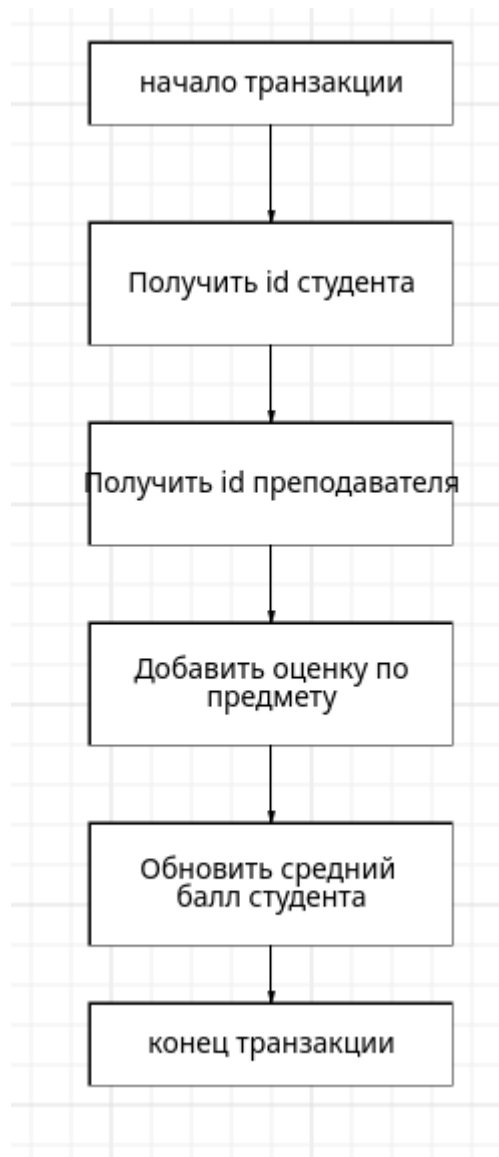 начало транзакции
Получить id студента
Получить id преподавателя
Добавить оценку по
предмету
Обновить средний
балл студента
конец транзакции